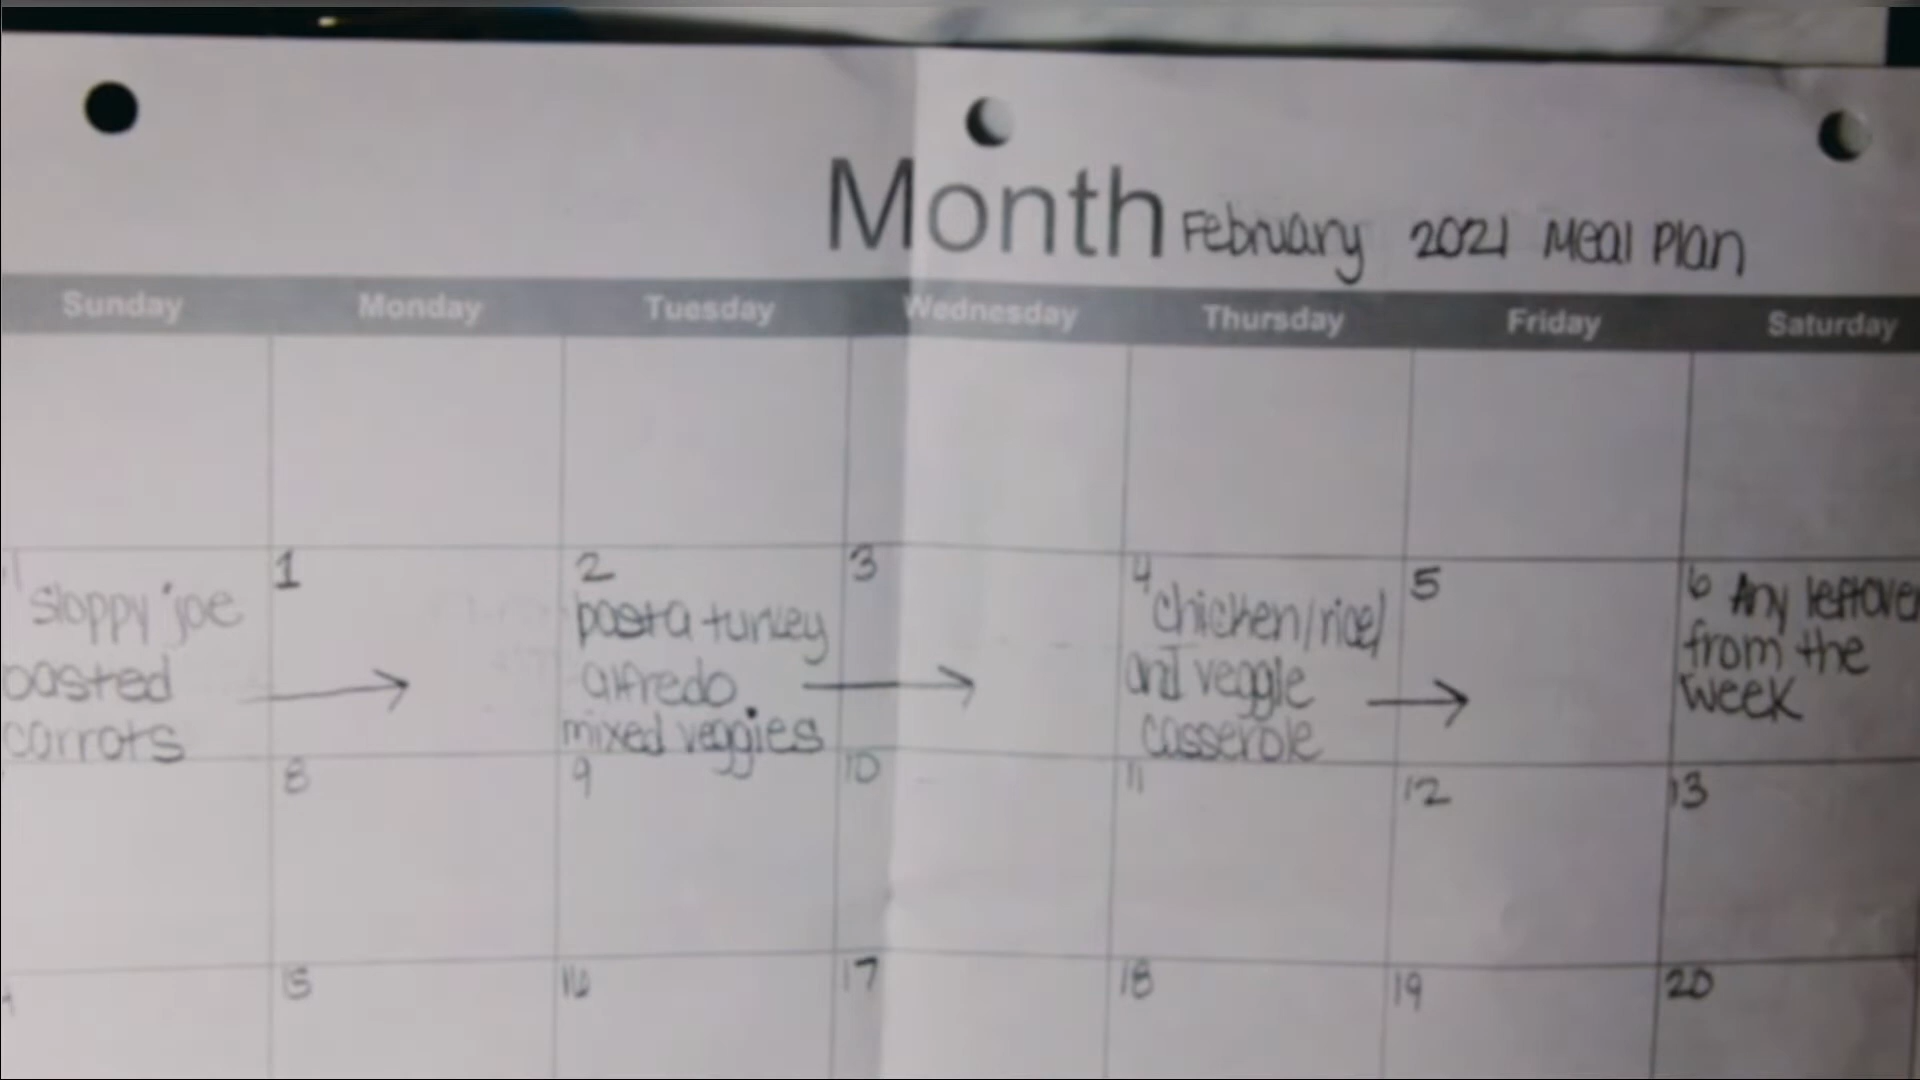 Month February 2021 Meal Plan
Sunday Monday Tuesday Wednesday Thursday Friday Saturday
sloppy joe
oasted
carrots
1
2
pasta turkey
alfredo
mixed veggies
3
4
chicken/rice/
and veggie
casserole
5
6 Any leftover
from the
week
8 9 10 11 12 13
15 16 17 18 19 20